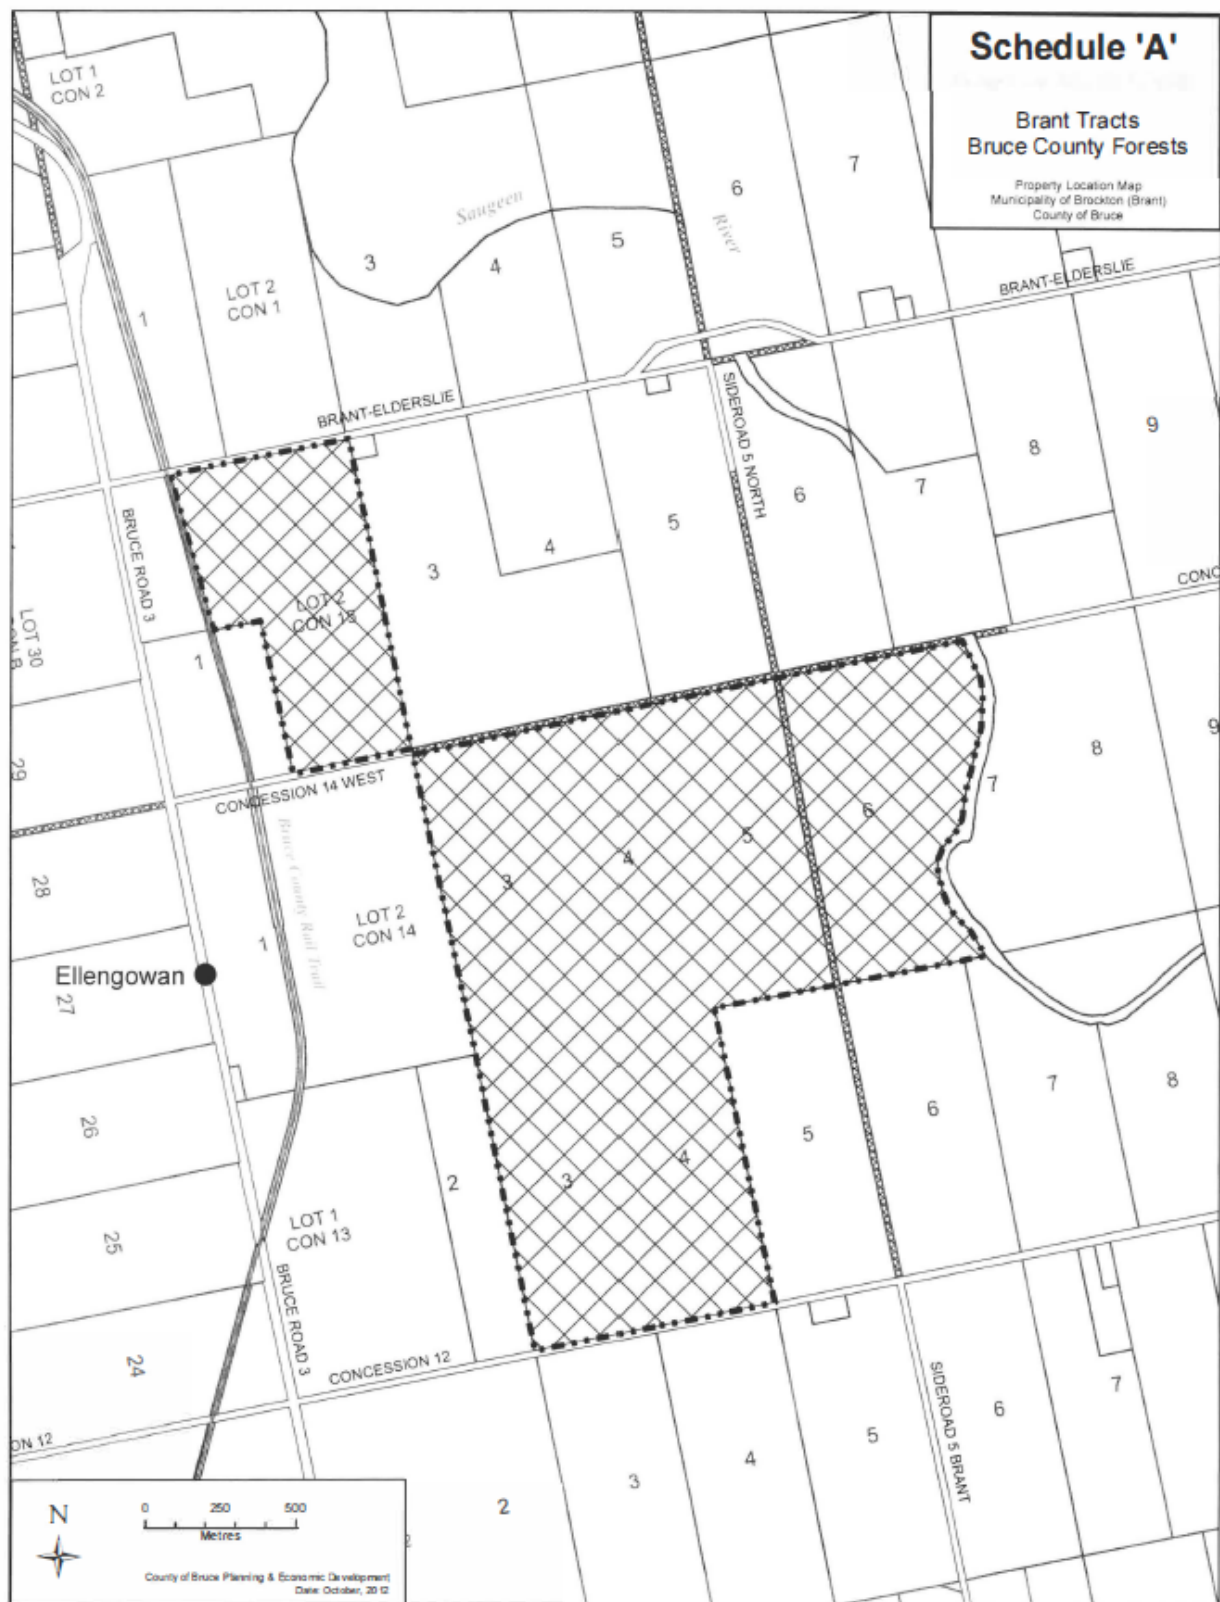 Schedule 'A'
Brant Tracts
Bruce County Forests
Property Location Map
Municipality of Brockton (Brant)
County of Bruce
LOT 1
CON 2
Saugeen
River
6
7
5
3
4
LOT 2
CON 1
1
BRANT-ELDERSLIE
BRANT-ELDERSLIE
SIDEROAD 5 NORTH
9
8
7
6
5
4
3
BRUCE ROAD 3
LOT 2
CON 15
LOT 30
1
CONC
29
CONCESSION 14 WEST
Bruce County Rail Trail
28
LOT 2
CON 14
1
3
4
5
6
7
8
9
Ellengowan
27
26
25
24
2
LOT 1
CON 13
3
4
5
6
7
8
BRUCE ROAD 3
CONCESSION 12
ON 12
SIDEROAD 5 BRANT
2
3
4
5
6
7
N
0 250 500
Metres
County of Bruce Planning & Economic Development
Date: October, 2012